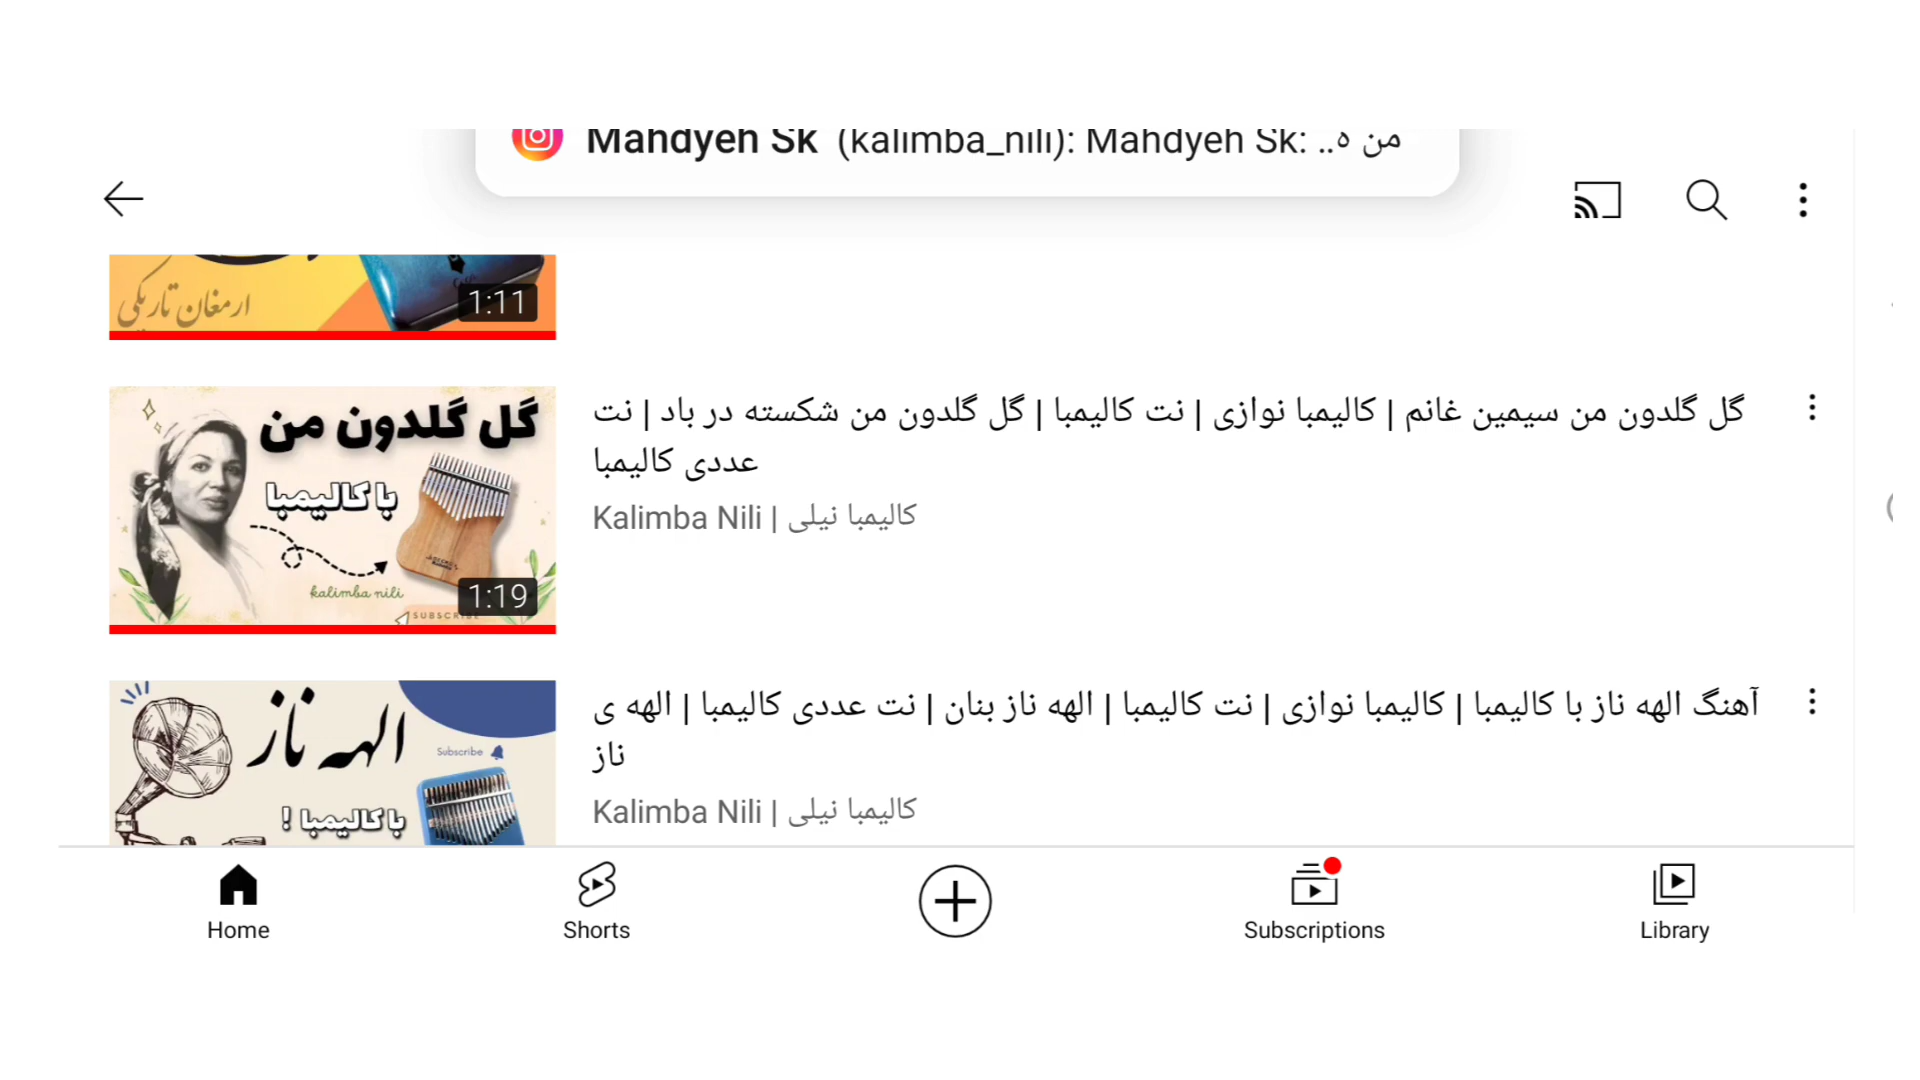 Mahdyeh Sk (kalimba_nili): Mahdyeh Sk: من ه..
ارمغان تاریکی
1:11
گل گلدون من
با کالیمبا
kalimba nili
SUBSCRIBE
1:19
گل گلدون من سیمین غانم | کالیمبا نوازی | نت کالیمبا | گل گلدون من شکسته در باد | نت
عددی کالیمبا
Kalimba Nili | کالیمبا نیلی
الهه ناز
Subscribe
با کالیمبا !
آهنگ الهه ناز با کالیمبا | کالیمبا نوازی | نت کالیمبا | الهه ناز بنان | نت عددی کالیمبا | الهه ی
ناز
Kalimba Nili | کالیمبا نیلی
Home
Shorts
Subscriptions
Library